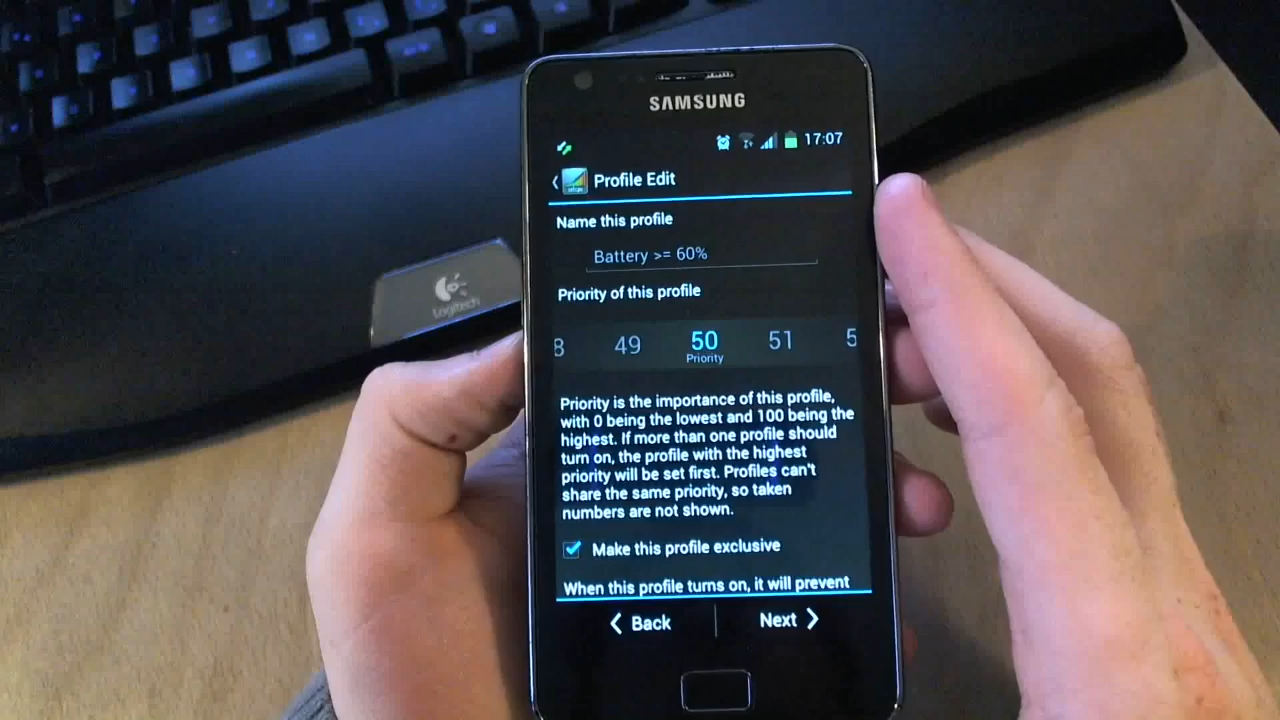 SAMSUNG
17:07
Profile Edit
Name this profile
Battery >= 60%
Priority of this profile
8 49 50 51 5
Priority
Priority is the importance of this profile,
with 0 being the lowest and 100 being the
highest. If more than one profile should
turn on, the profile with the highest
priority will be set first. Profiles can't
share the same priority, so taken
numbers are not shown.
Make this profile exclusive
When this profile turns on, it will prevent
Back Next
Logitech